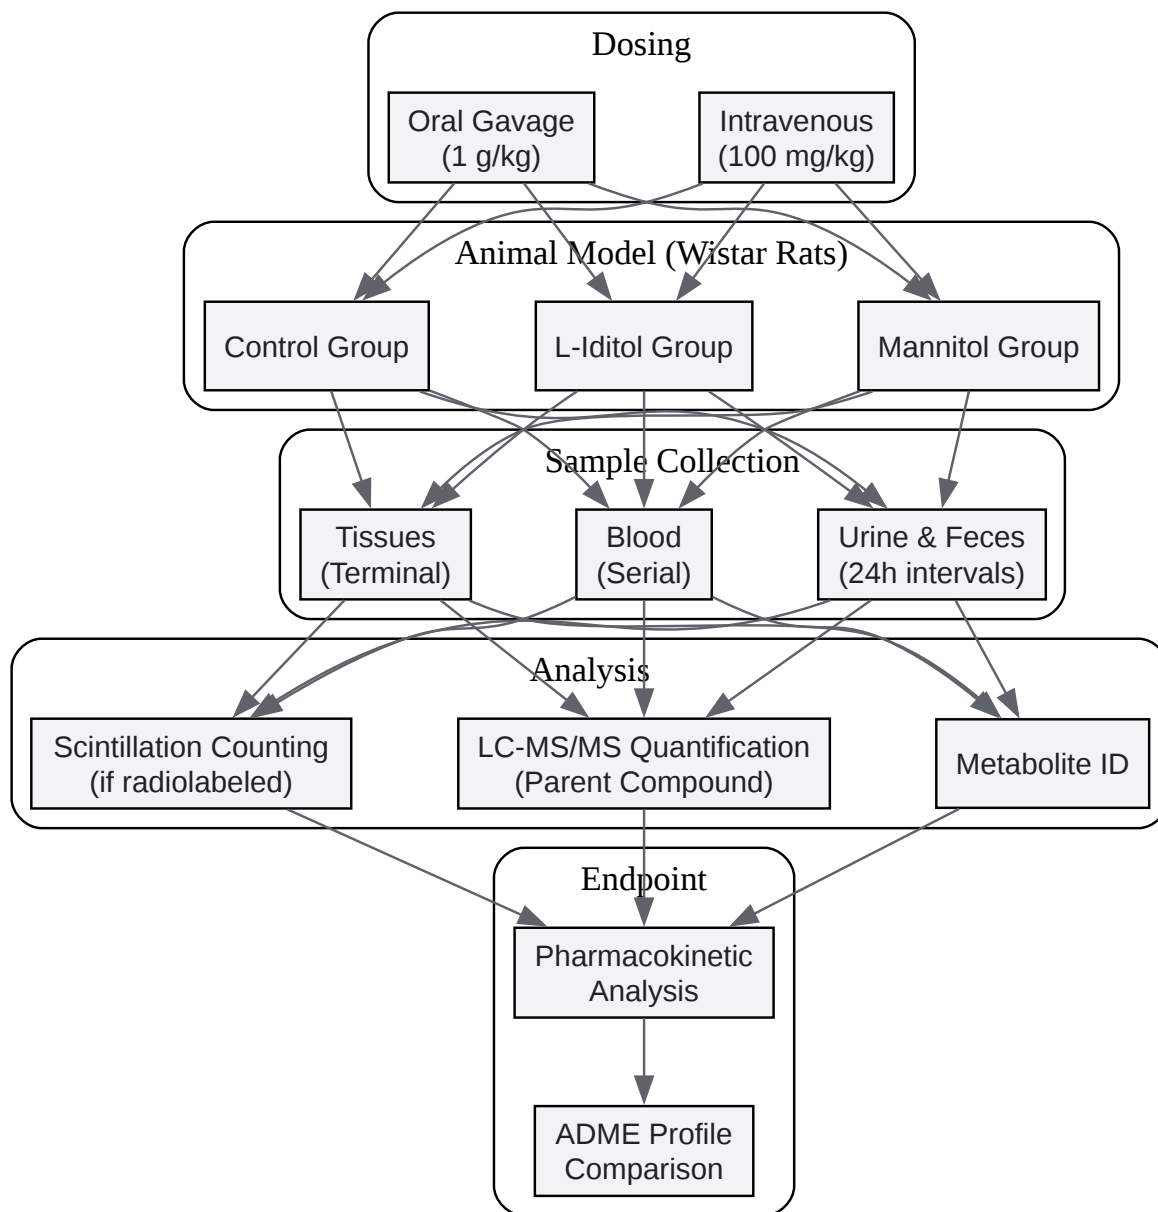 Dosing
Oral Gavage
(1 g/kg)
Intravenous
(100 mg/kg)
Animal Model (Wistar Rats)
Control Group
L-Iditol Group
Mannitol Group
Sample Collection
Tissues
(Terminal)
Blood
(Serial)
Urine & Feces
(24h intervals)
Analysis
Scintillation Counting
(if radiolabeled)
LC-MS/MS Quantification
(Parent Compound)
Metabolite ID
Endpoint
Pharmacokinetic
Analysis
ADME Profile
Comparison